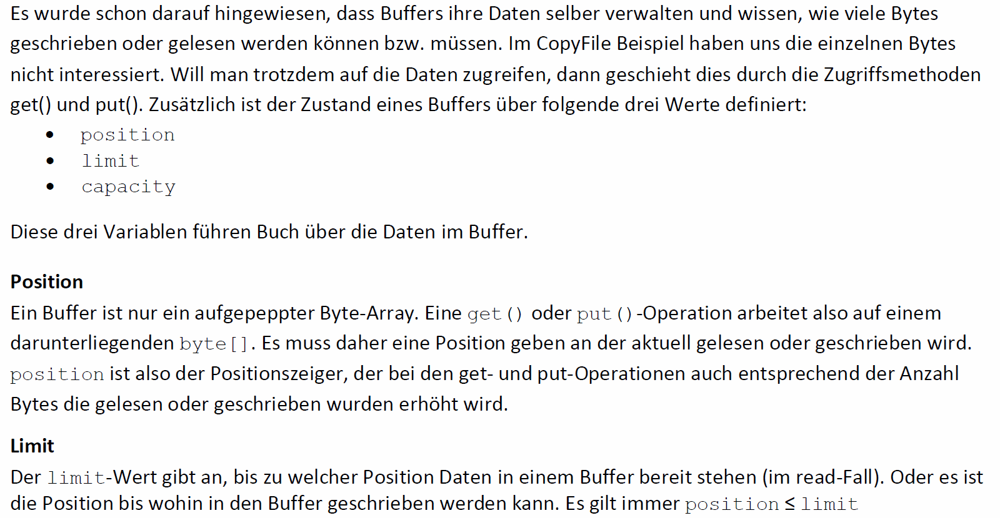 Es wurde schon darauf hingewiesen, dass Buffers ihre Daten selber verwalten und wissen, wie viele Bytes
geschrieben oder gelesen werden können bzw. müssen. Im CopyFile Beispiel haben uns die einzelnen Bytes
nicht interessiert. Will man trotzdem auf die Daten zugreifen, dann geschieht dies durch die Zugriffsmethoden
get() und put(). Zusätzlich ist der Zustand eines Buffers über folgende drei Werte definiert:
• position
• limit
• capacity
Diese drei Variablen führen Buch über die Daten im Buffer.
Position
Ein Buffer ist nur ein aufgepeppter Byte-Array. Eine get() oder put()-Operation arbeitet also auf einem
darunterliegenden byte[]. Es muss daher eine Position geben an der aktuell gelesen oder geschrieben wird.
position ist also der Positionszeiger, der bei den get- und put-Operationen auch entsprechend der Anzahl
Bytes die gelesen oder geschrieben wurden erhöht wird.
Limit
Der limit-Wert gibt an, bis zu welcher Position Daten in einem Buffer bereit stehen (im read-Fall). Oder es ist
die Position bis wohin in den Buffer geschrieben werden kann. Es gilt immer position ≤ limit